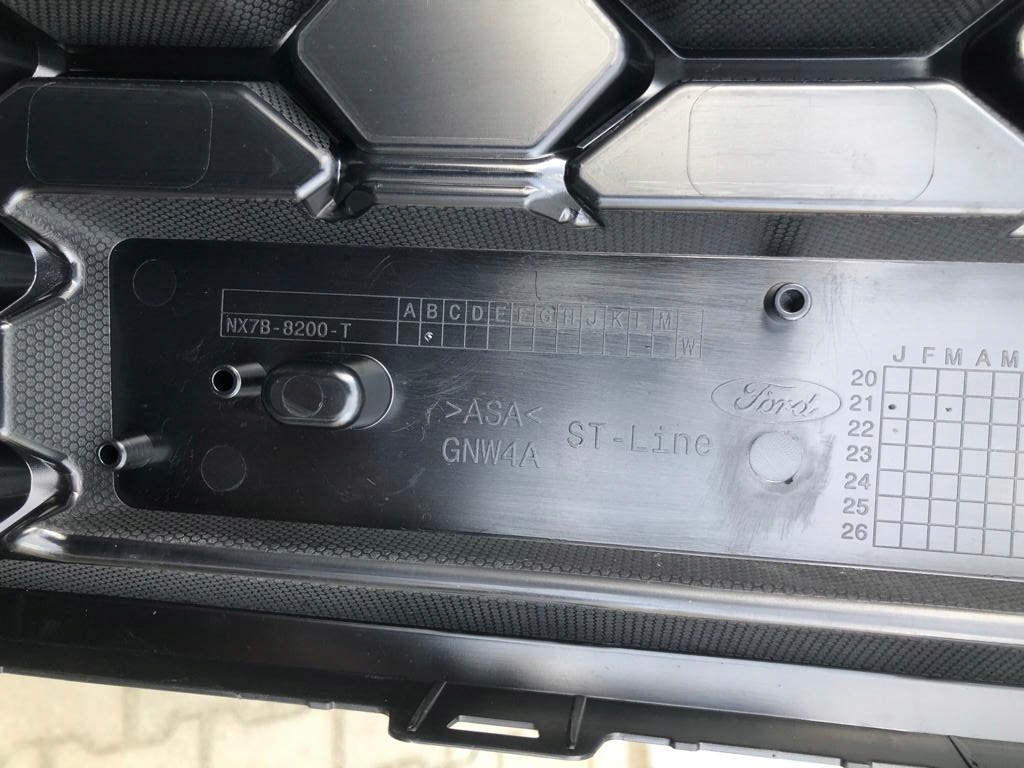 A B C D E F G H J K L M
NX7B-8200-T
W
J F M A M
20
21
22
23
24
25
26
Ford
>ASA<
GNW4A
ST-Line